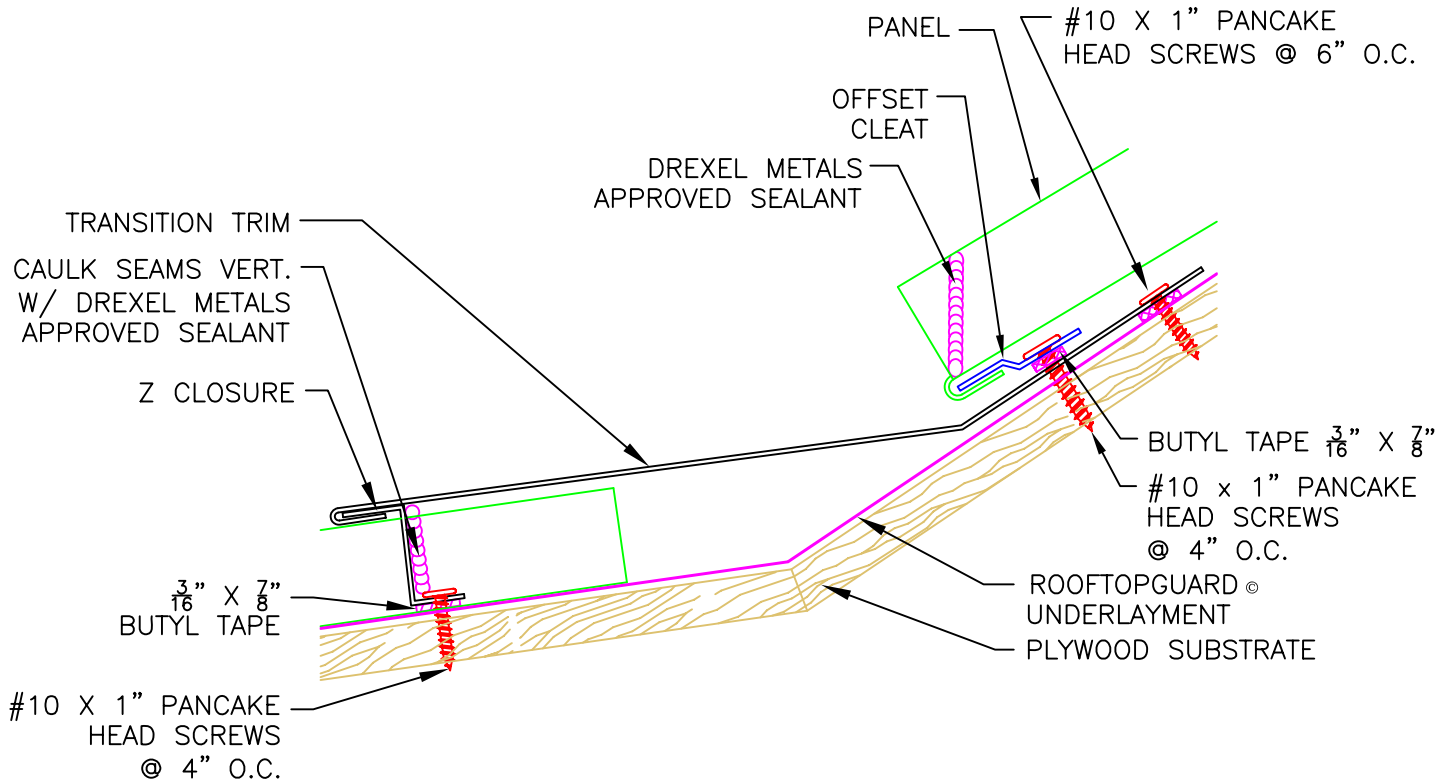 PANEL
#10 X 1” PANCAKE
HEAD SCREWS @ 6” O.C.
OFFSET
CLEAT
DREXEL METALS
APPROVED SEALANT
TRANSITION TRIM
CAULK SEAMS VERT.
W/ DREXEL METALS
APPROVED SEALANT
Z CLOSURE
BUTYL TAPE 3/16” X 7/8”
#10 x 1” PANCAKE
HEAD SCREWS
@ 4” O.C.
ROOFTOPGUARD ©
UNDERLAYMENT
PLYWOOD SUBSTRATE
3/16” X 7/8”
BUTYL TAPE
#10 X 1” PANCAKE
HEAD SCREWS
@ 4” O.C.